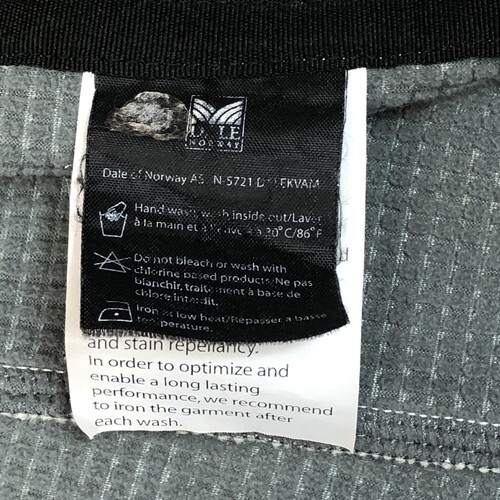 DALE
NORWAY
Dale of Norway AS N-5721 DALEKVAM
Hand wash wash inside out/Laver
à la main et à l'envers à 30°C/86°F
Do not bleach or wash with
chlorine based products/Ne pas
blanchir, traitement à base de
chlore interdit.
Iron at low heat/Repasser a basse
temperature.
and stain repellancy.
In order to optimize and
enable a long lasting
performance, we recommend
to iron the garment after
each wash.